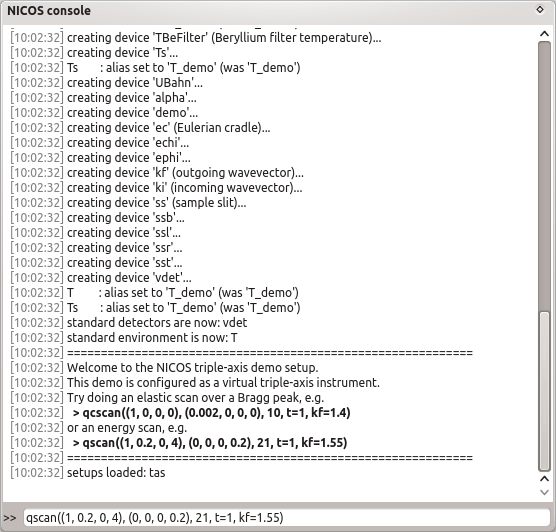 NICOS console
[10:02:32] creating device 'TBeFilter' (Beryllium filter temperature)...
[10:02:32] creating device 'Ts'...
[10:02:32] Ts : alias set to 'T_demo' (was 'T_demo')
[10:02:32] creating device 'UBahn'...
[10:02:32] creating device 'alpha'...
[10:02:32] creating device 'demo'...
[10:02:32] creating device 'ec' (Eulerian cradle)...
[10:02:32] creating device 'echi'...
[10:02:32] creating device 'ephi'...
[10:02:32] creating device 'kf' (outgoing wavevector)...
[10:02:32] creating device 'ki' (incoming wavevector)...
[10:02:32] creating device 'ss' (sample slit)...
[10:02:32] creating device 'ssb'...
[10:02:32] creating device 'ssl'...
[10:02:32] creating device 'ssr'...
[10:02:32] creating device 'sst'...
[10:02:32] creating device 'vdet'...
[10:02:32] T : alias set to 'T_demo' (was 'T_demo')
[10:02:32] Ts : alias set to 'T_demo' (was 'T_demo')
[10:02:32] standard detectors are now: vdet
[10:02:32] standard environment is now: T
[10:02:32] ============================================================
[10:02:32] Welcome to the NICOS triple-axis demo setup.
[10:02:32] This demo is configured as a virtual triple-axis instrument.
[10:02:32] Try doing an elastic scan over a Bragg peak, e.g.
[10:02:32] > qcscan((1, 0, 0, 0), (0.002, 0, 0, 0), 10, t=1, kf=1.4)
[10:02:32] or an energy scan, e.g.
[10:02:32] > qscan((1, 0.2, 0, 4), (0, 0, 0, 0.2), 21, t=1, kf=1.55)
[10:02:32] ============================================================
[10:02:32] setups loaded: tas
>> qscan((1, 0.2, 0, 4), (0, 0, 0, 0.2), 21, t=1, kf=1.55)